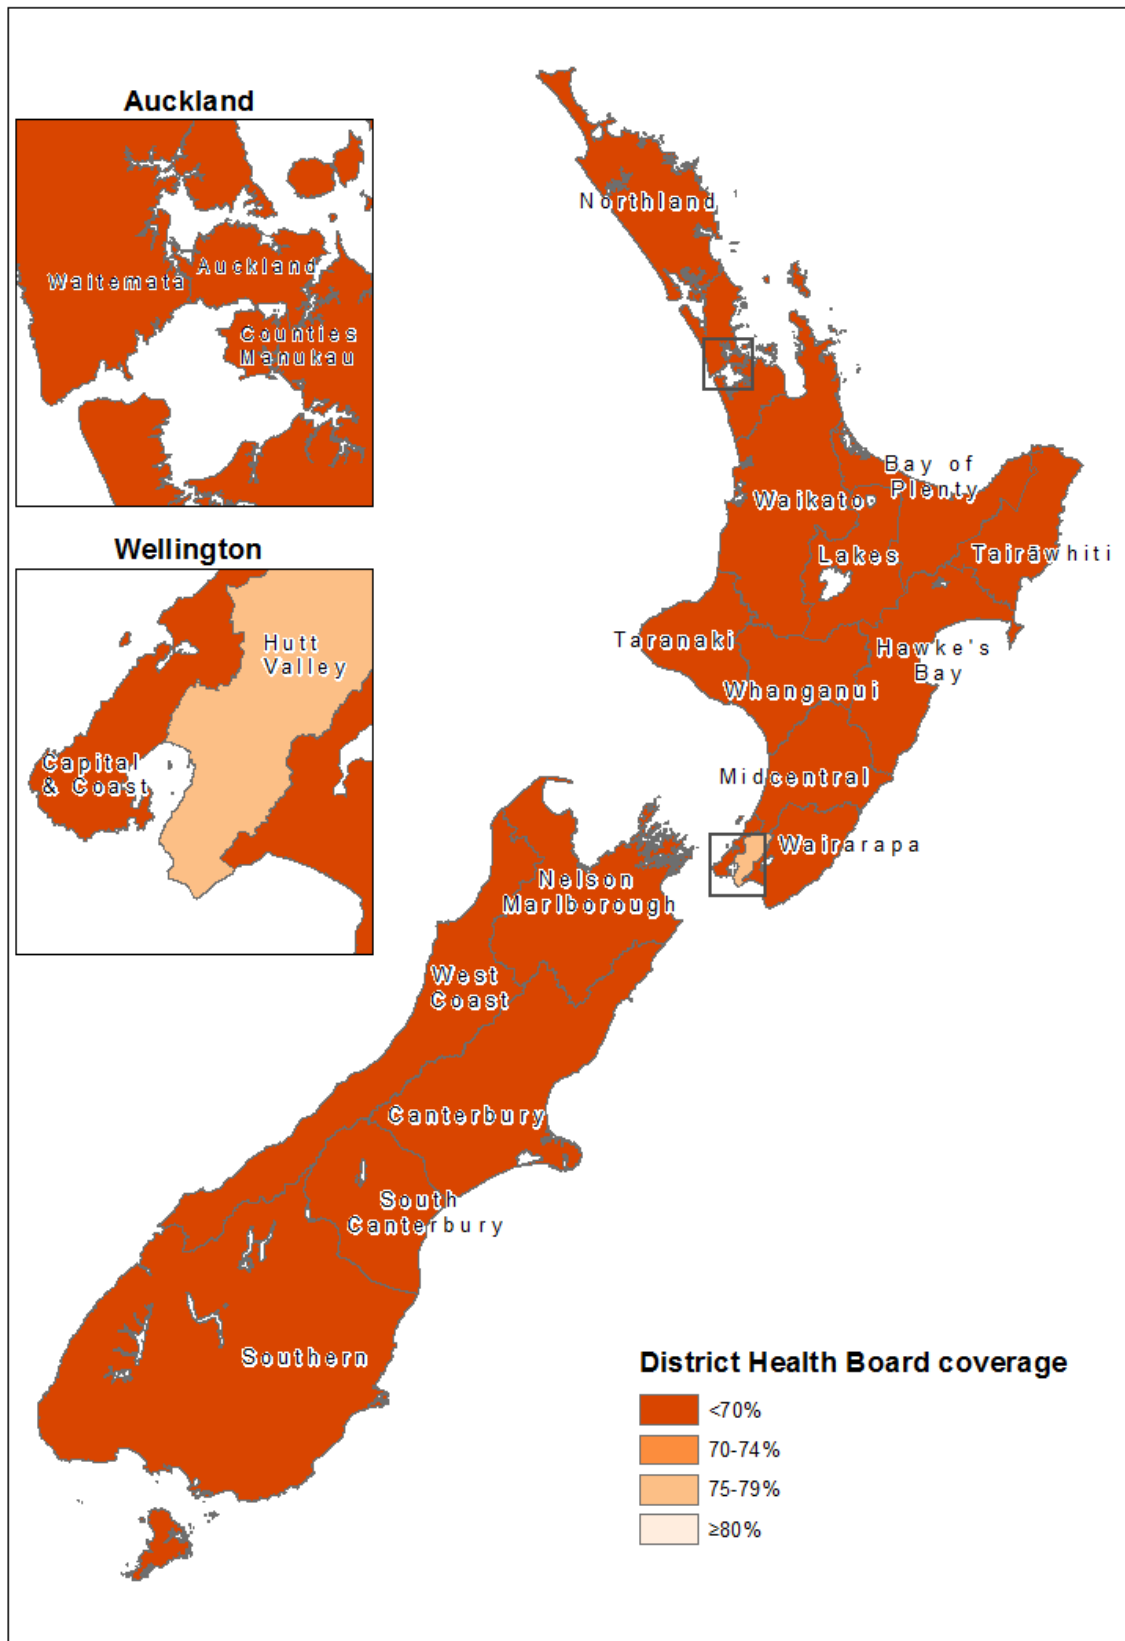 Auckland
Waitemata
Auckland
Counties
Manukau
Wellington
Hutt
Valley
Capital
& Coast
Northland
Bay of
Plenty
Waikato
Lakes
Tairāwhiti
Taranaki
Hawke's
Bay
Whanganui
Midcentral
Wairarapa
Nelson
Marlborough
West
Coast
Canterbury
South
Canterbury
Southern
District Health Board coverage
<70%
70-74%
75-79%
≥80%